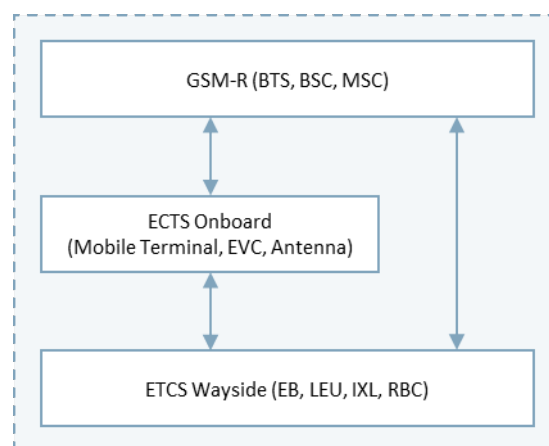 GSM-R (BTS, BSC, MSC)
ECTS Onboard
(Mobile Terminal, EVC, Antenna)
ETCS Wayside (EB, LEU, IXL, RBC)